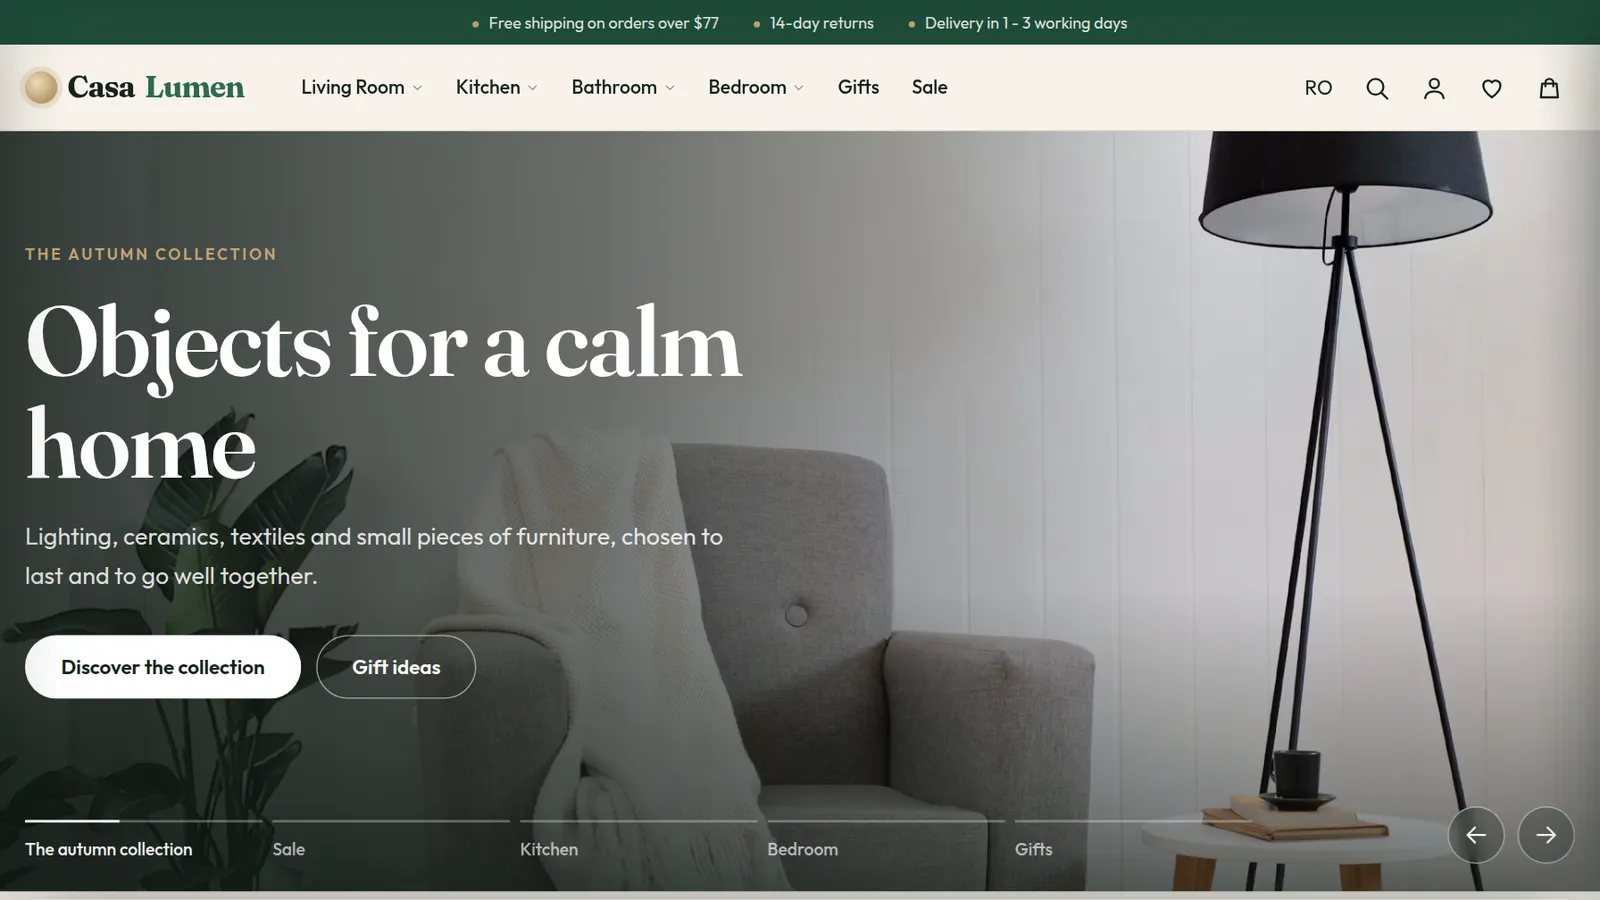 Free shipping on orders over $77
14-day returns
Delivery in 1 - 3 working days
Casa Lumen
Living Room
Kitchen
Bathroom
Bedroom
Gifts
Sale
RO
THE AUTUMN COLLECTION
Objects for a calm
home
Lighting, ceramics, textiles and small pieces of furniture, chosen to
last and to go well together.
Discover the collection
Gift ideas
The autumn collection
Sale
Kitchen
Bedroom
Gifts